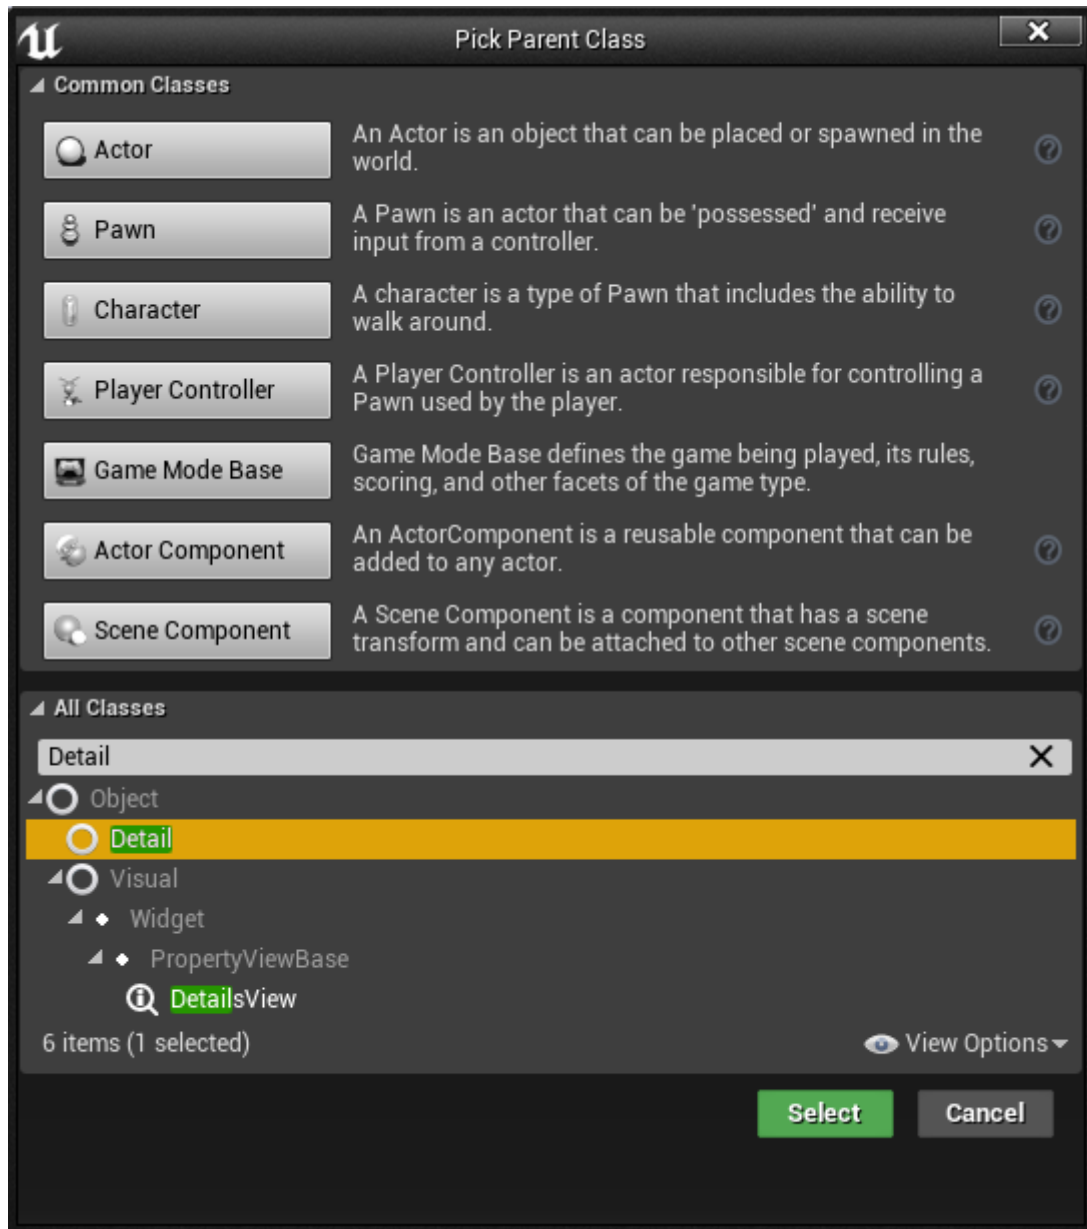 Pick Parent Class
Common Classes
Actor
An Actor is an object that can be placed or spawned in the
world.
Pawn
A Pawn is an actor that can be 'possessed' and receive
input from a controller.
Character
A character is a type of Pawn that includes the ability to
walk around.
Player Controller
A Player Controller is an actor responsible for controlling a
Pawn used by the player.
Game Mode Base
Game Mode Base defines the game being played, its rules,
scoring, and other facets of the game type.
Actor Component
An ActorComponent is a reusable component that can be
added to any actor.
Scene Component
A Scene Component is a component that has a scene
transform and can be attached to other scene components.
All Classes
Detail
Object
Detail
Visual
Widget
PropertyViewBase
DetailsView
6 items (1 selected)
View Options
Select
Cancel